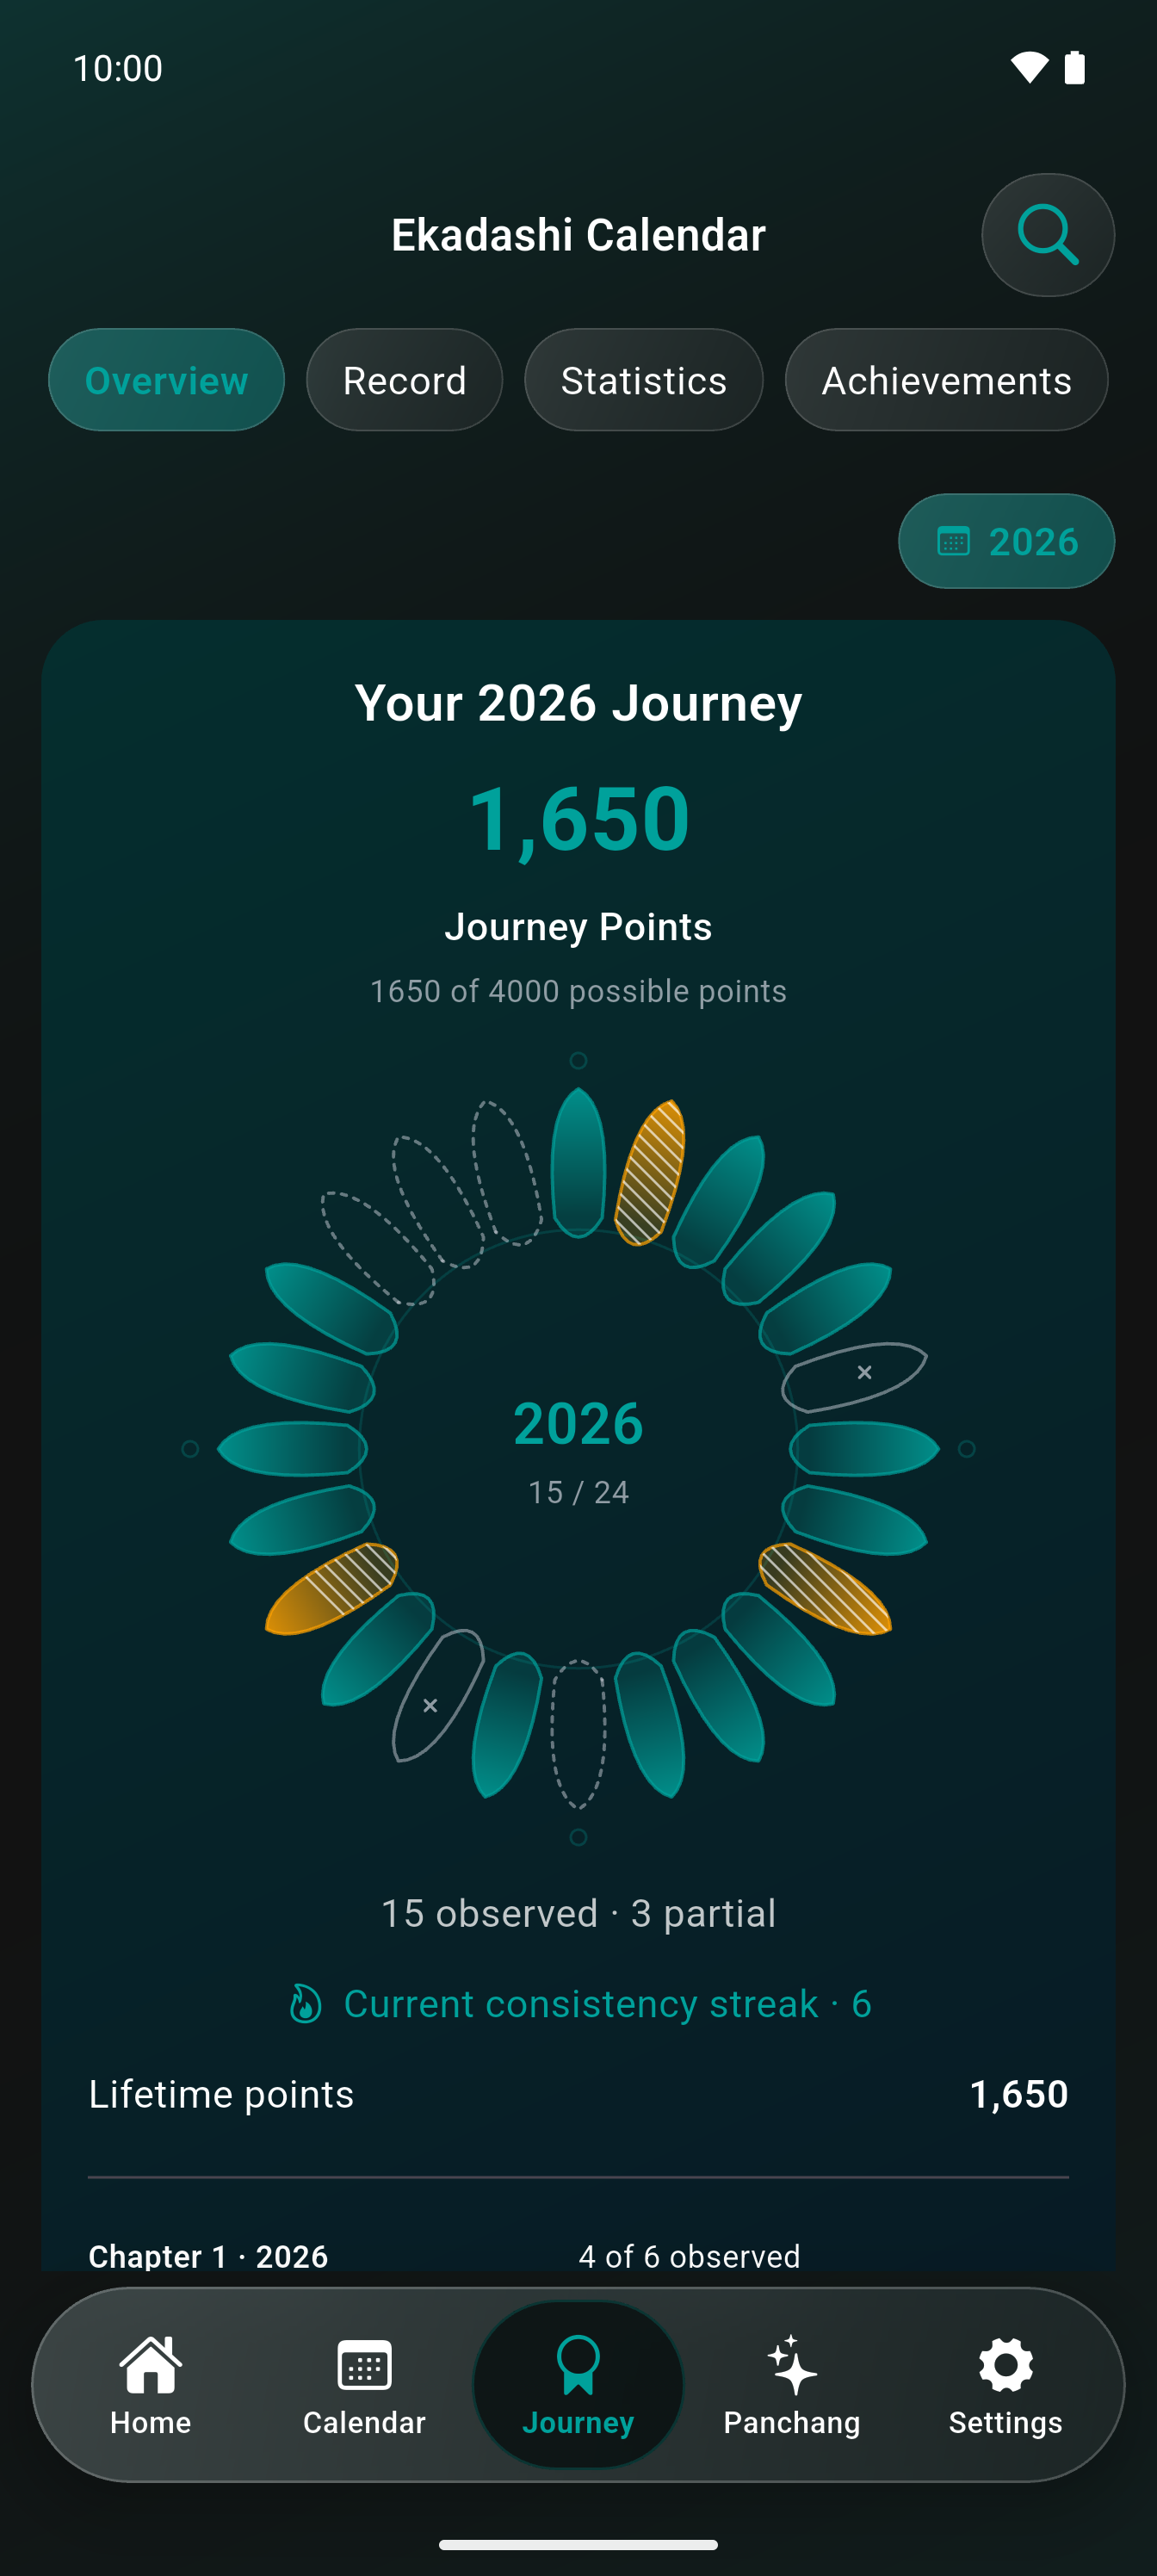 10:00
Ekadashi Calendar
Overview
Record
Statistics
Achievements
2026
Your 2026 Journey
1,650
Journey Points
1650 of 4000 possible points
2026
15 / 24
15 observed · 3 partial
Current consistency streak · 6
Lifetime points
1,650
Chapter 1 · 2026
4 of 6 observed
Home
Calendar
Journey
Panchang
Settings